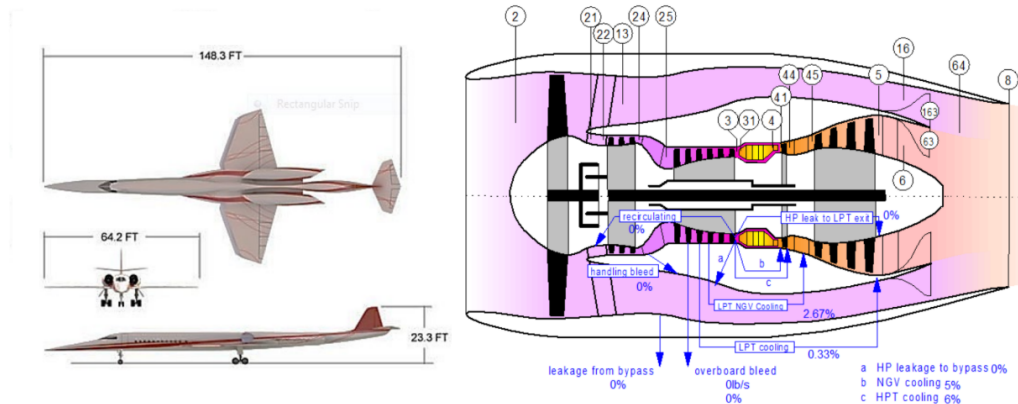 148.3 FT
Rectangular Snip
64.2 FT
23.3 FT
2
21
22
13
24
25
16
64
8
44
45
5
41
3
31
4
163
63
6
recirculating
0%
HP leak to LPT exit
0%
handling bleed
0%
a
b
c
LPT NGV Cooling
2.67%
LPT cooling
0.33%
leakage from bypass
0%
overboard bleed
0lb/s
0%
a HP leakage to bypass 0%
b NGV cooling 5%
c HPT cooling 6%